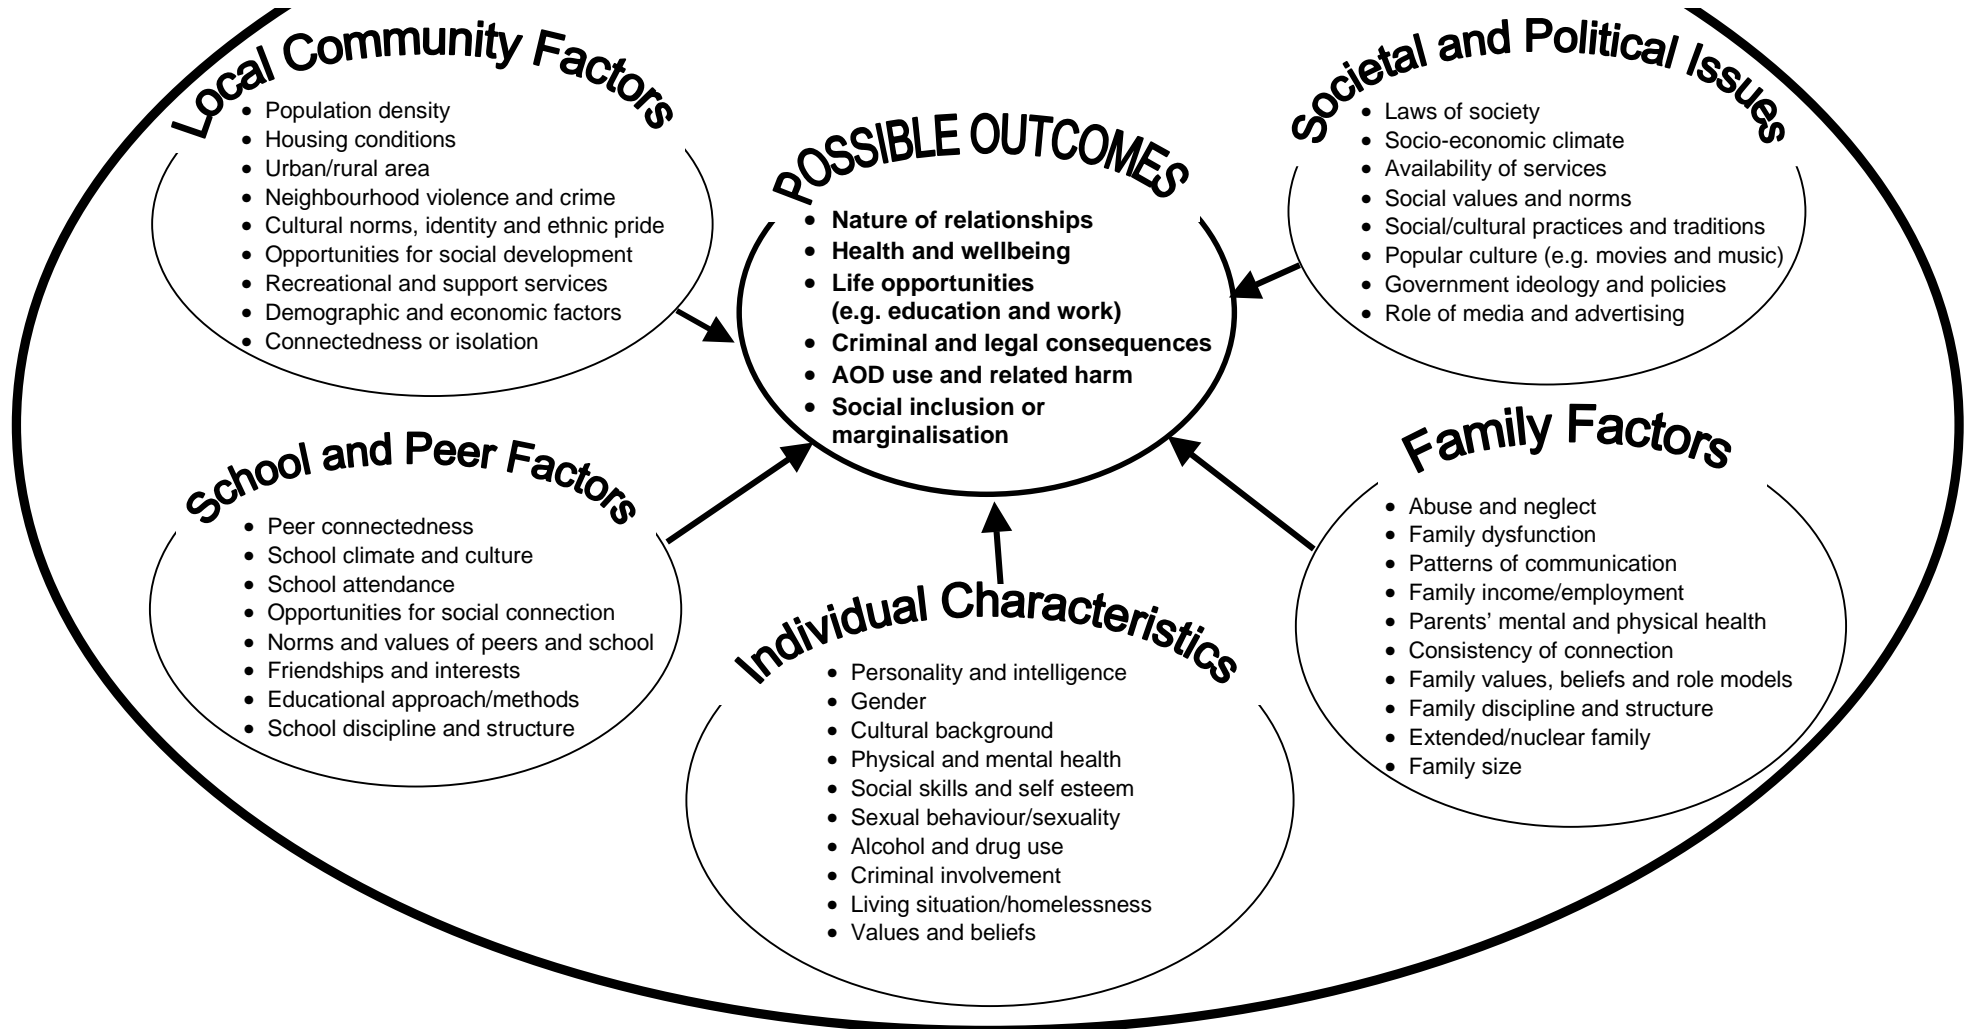 Local Community Factors
• Population density
• Housing conditions
• Urban/rural area
• Neighbourhood violence and crime
• Cultural norms, identity and ethnic pride
• Opportunities for social development
• Recreational and support services
• Demographic and economic factors
• Connectedness or isolation
POSSIBLE OUTCOMES
• Nature of relationships
• Health and wellbeing
• Life opportunities
(e.g. education and work)
• Criminal and legal consequences
• AOD use and related harm
• Social inclusion or
marginalisation
Societal and Political Issues
• Laws of society
• Socio-economic climate
• Availability of services
• Social values and norms
• Social/cultural practices and traditions
• Popular culture (e.g. movies and music)
• Government ideology and policies
• Role of media and advertising
School and Peer Factors
• Peer connectedness
• School climate and culture
• School attendance
• Opportunities for social connection
• Norms and values of peers and school
• Friendships and interests
• Educational approach/methods
• School discipline and structure
Individual Characteristics
• Personality and intelligence
• Gender
• Cultural background
• Physical and mental health
• Social skills and self esteem
• Sexual behaviour/sexuality
• Alcohol and drug use
• Criminal involvement
• Living situation/homelessness
• Values and beliefs
Family Factors
• Abuse and neglect
• Family dysfunction
• Patterns of communication
• Family income/employment
• Parents’ mental and physical health
• Consistency of connection
• Family values, beliefs and role models
• Family discipline and structure
• Extended/nuclear family
• Family size